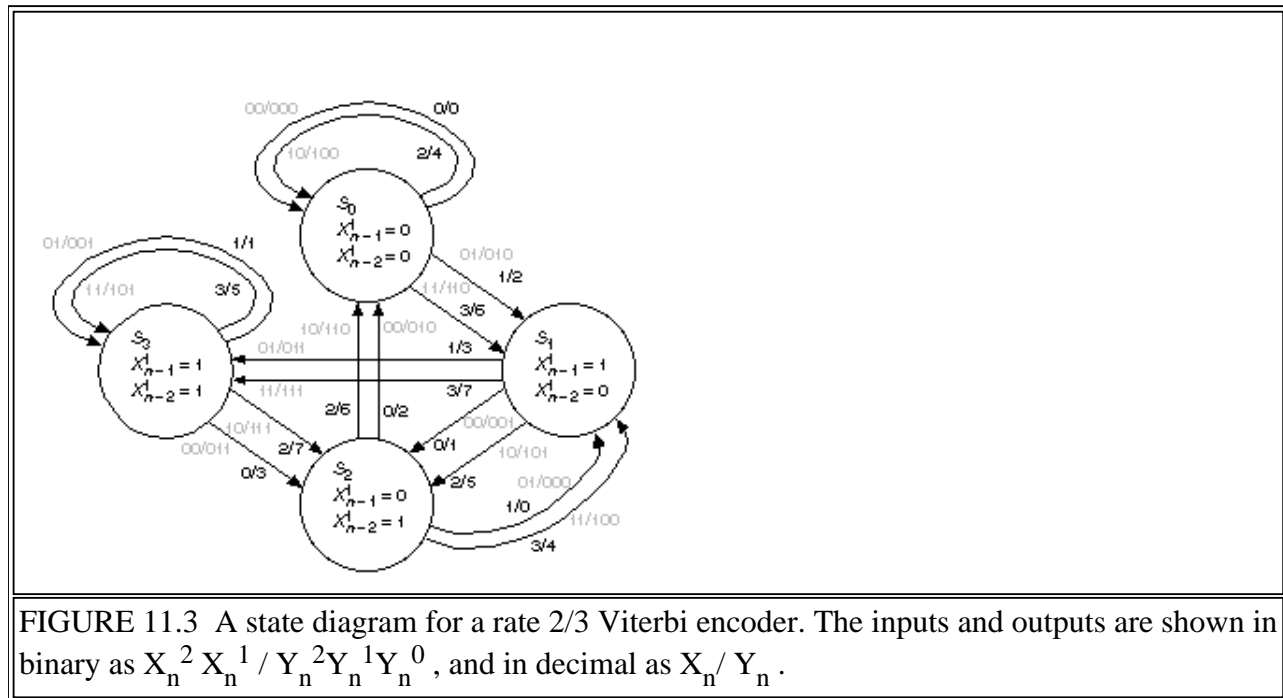 00/000 0/0
10/100 2/4
S0
X1n–1 = 0
X1n–2 = 0
01/001 1/1
11/101 3/5
01/010
1/2
11/110
3/6
S3
X1n–1 = 1
X1n–2 = 1
10/110 00/010
01/011 1/3
S1
X1n–1 = 1
X1n–2 = 0
11/111 3/7
2/6 0/2
10/111 2/7
00/011 0/3
00/001
0/1
10/101
2/5
S2
X1n–1 = 0
X1n–2 = 1
01/000
1/0
11/100
3/4
FIGURE 11.3 A state diagram for a rate 2/3 Viterbi encoder. The inputs and outputs are shown in
binary as Xn2 Xn1 / Yn2Yn1Yn0 , and in decimal as Xn/ Yn .